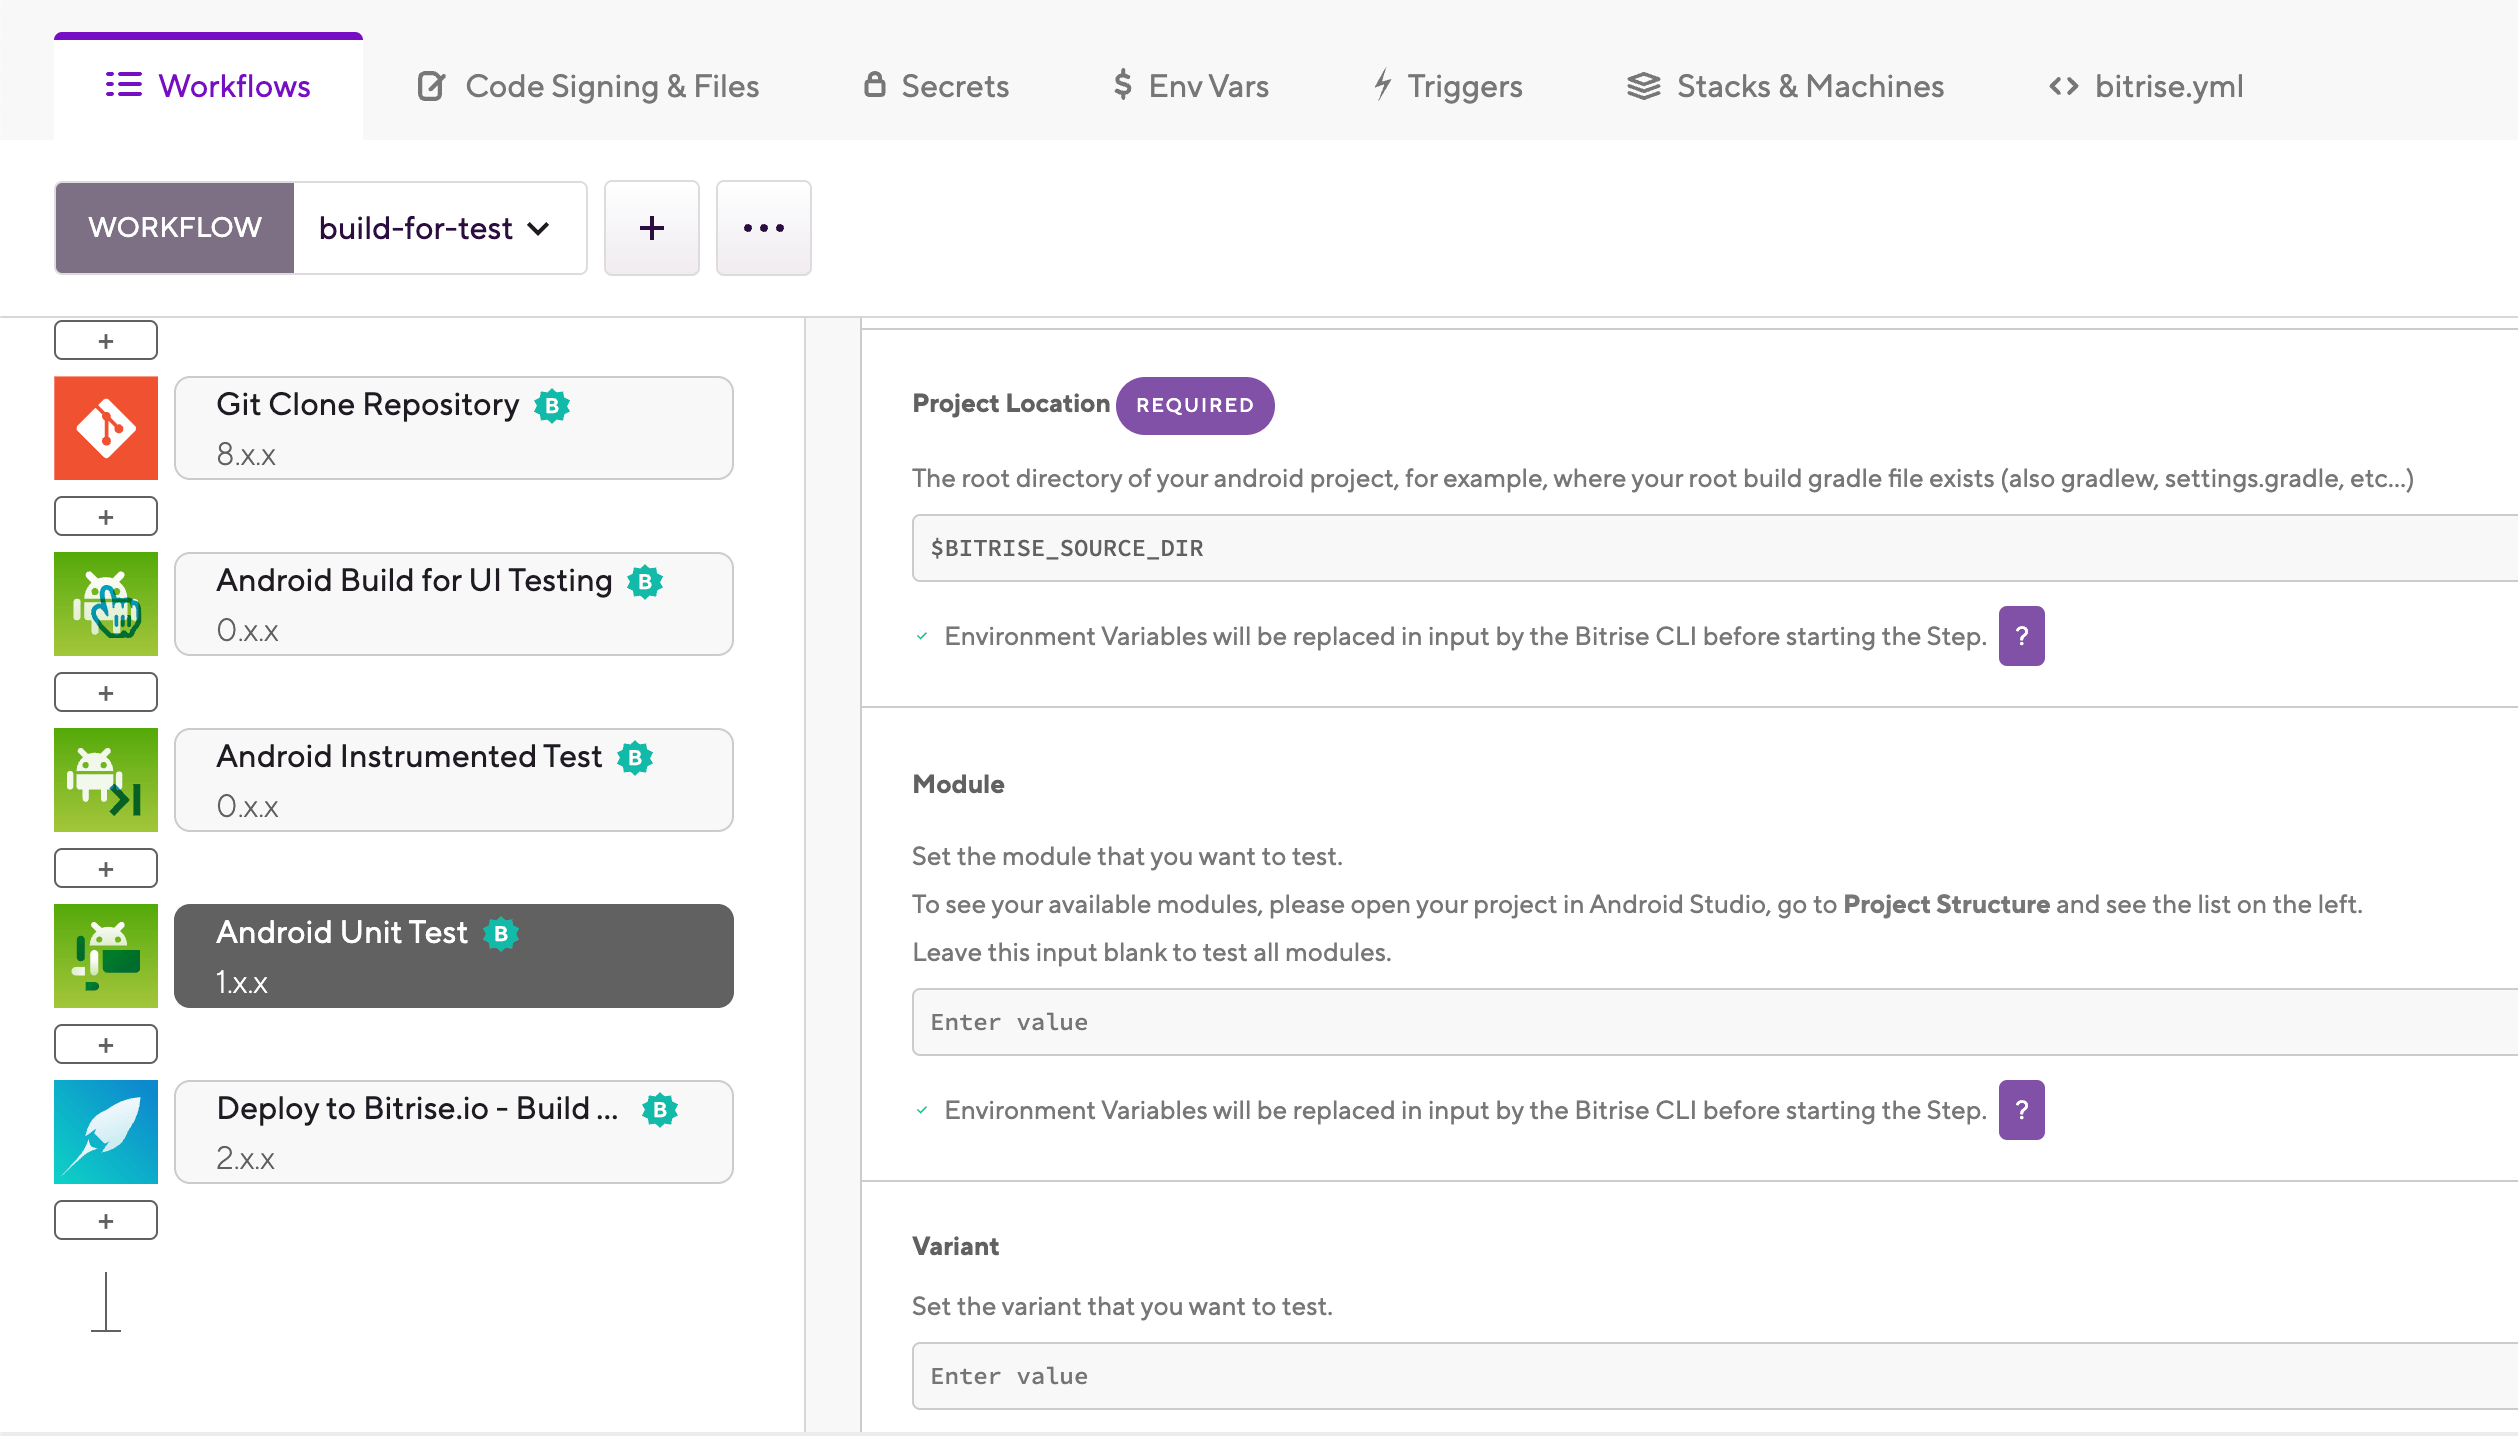 Workflows
Code Signing & Files
Secrets
$ Env Vars
Triggers
Stacks & Machines
<> bitrise.yml
WORKFLOW
build-for-test
+
•••
+
Git Clone Repository B
8.x.x
+
Android Build for UI Testing B
0.x.x
+
Android Instrumented Test B
0.x.x
+
Android Unit Test B
1.x.x
+
Deploy to Bitrise.io - Build ... B
2.x.x
+
Project Location REQUIRED
The root directory of your android project, for example, where your root build gradle file exists (also gradlew, settings.gradle, etc...)
$BITRISE_SOURCE_DIR
Environment Variables will be replaced in input by the Bitrise CLI before starting the Step. ?
Module
Set the module that you want to test.
To see your available modules, please open your project in Android Studio, go to Project Structure and see the list on the left.
Leave this input blank to test all modules.
Enter value
Environment Variables will be replaced in input by the Bitrise CLI before starting the Step. ?
Variant
Set the variant that you want to test.
Enter value